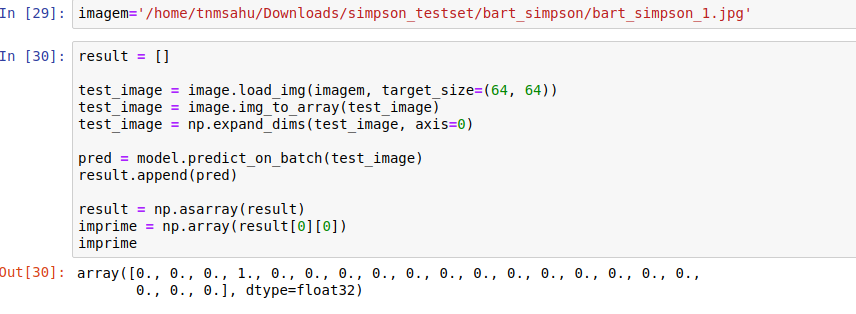 In [29]: imagem='/home/tnmsahu/Downloads/simpson_testset/bart_simpson/bart_simpson_1.jpg'
In [30]: result = []
test_image = image.load_img(imagem, target_size=(64, 64))
test_image = image.img_to_array(test_image)
test_image = np.expand_dims(test_image, axis=0)
pred = model.predict_on_batch(test_image)
result.append(pred)
result = np.asarray(result)
imprime = np.array(result[0][0])
imprime
Out[30]: array([0., 0., 0., 1., 0., 0., 0., 0., 0., 0., 0., 0., 0., 0., 0., 0., 0.,
0., 0., 0.], dtype=float32)